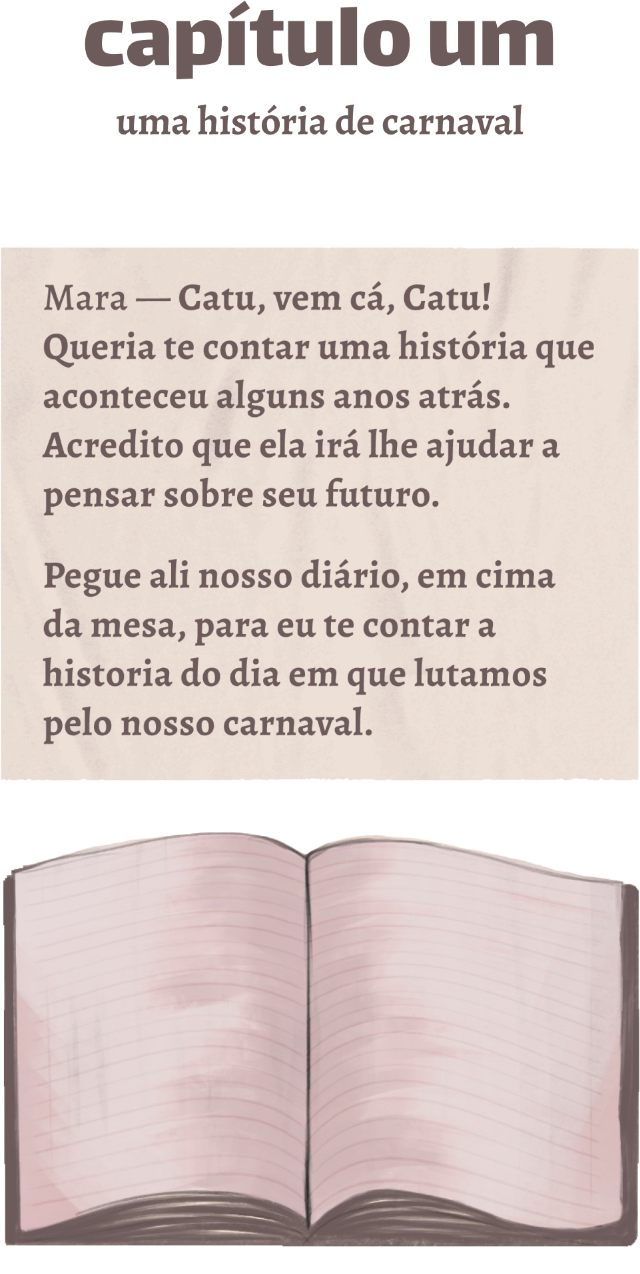 capítulo um
uma história de carnaval
Mara — Catu, vem cá, Catu!
Queria te contar uma história que
aconteceu alguns anos atrás.
Acredito que ela irá lhe ajudar a
pensar sobre seu futuro.
Pegue ali nosso diário, em cima
da mesa, para eu te contar a
historia do dia em que lutamos
pelo nosso carnaval.